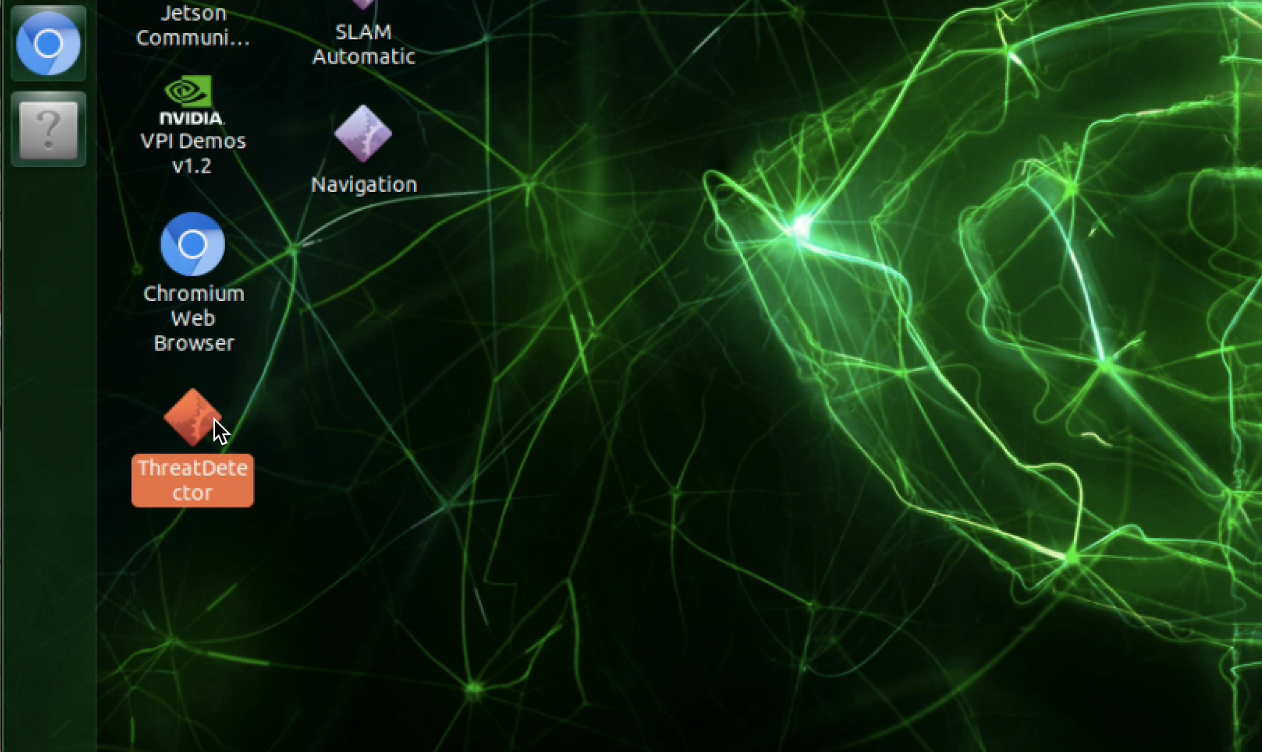 Jetson
Communi...
SLAM
Automatic
NVIDIA.
VPI Demos
v1.2
Navigation
?
Chromium
Web
Browser
ThreatDete
ctor